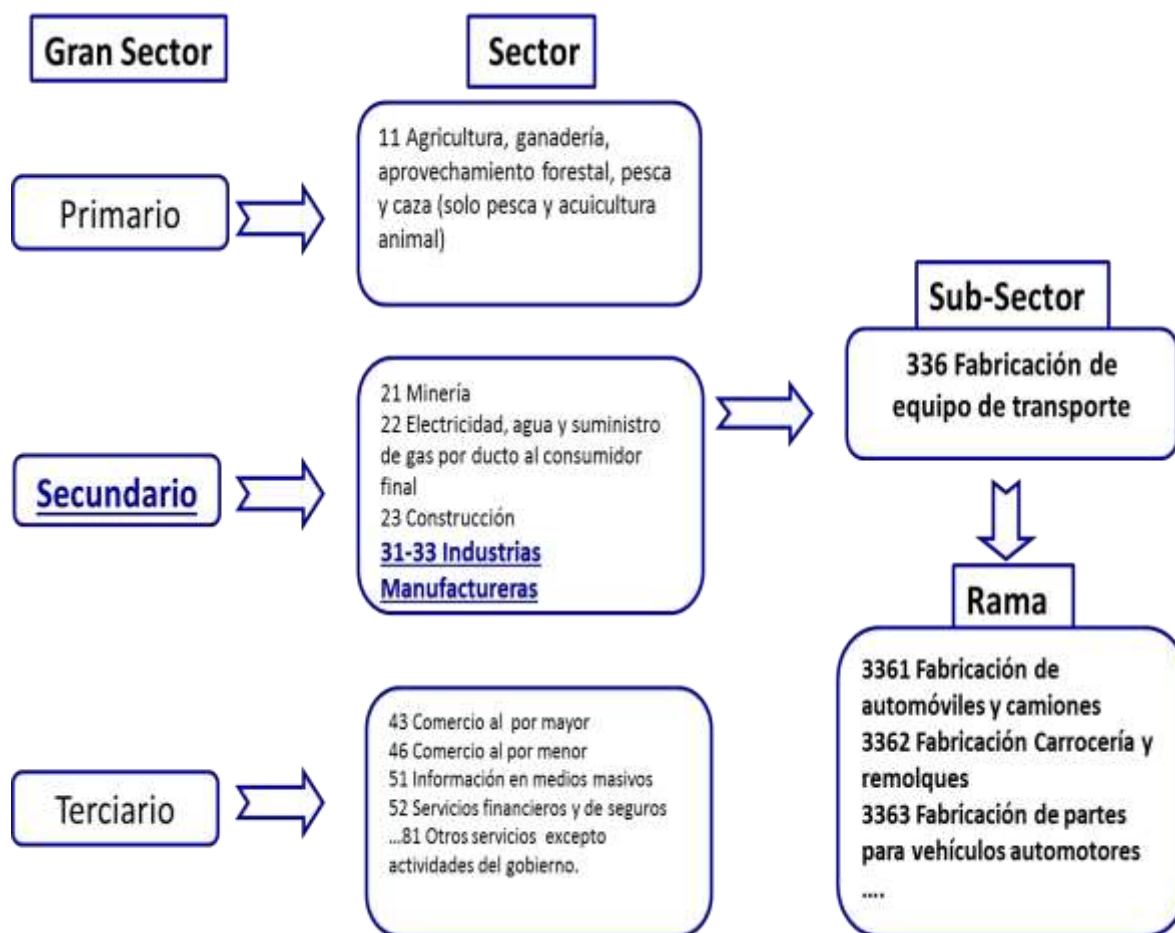 Gran Sector
Sector
Primario
11 Agricultura, ganadería,
aprovechamiento forestal, pesca
y caza (solo pesca y acuicultura
animal)
Secundario
21 Minería
22 Electricidad, agua y suministro
de gas por ducto al consumidor
final
23 Construcción
31-33 Industrias
Manufactureras
Sub-Sector
336 Fabricación de
equipo de transporte
Rama
3361 Fabricación de
automóviles y camiones
3362 Fabricación Carrocería y
remolques
3363 Fabricación de partes
para vehículos automotores
....
Terciario
43 Comercio al por mayor
46 Comercio al por menor
51 Información en medios masivos
52 Servicios financieros y de seguros
...81 Otros servicios excepto
actividades del gobierno.